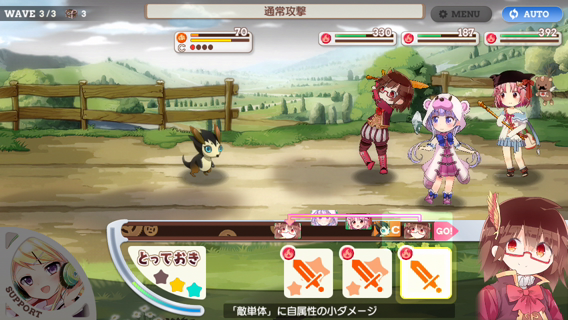 WAVE 3/3
3
通常攻撃
MENU
AUTO
70
C
330
187
392
C
GO!
とっておき
SUPPORT
「敵単体」に自属性の小ダメージ